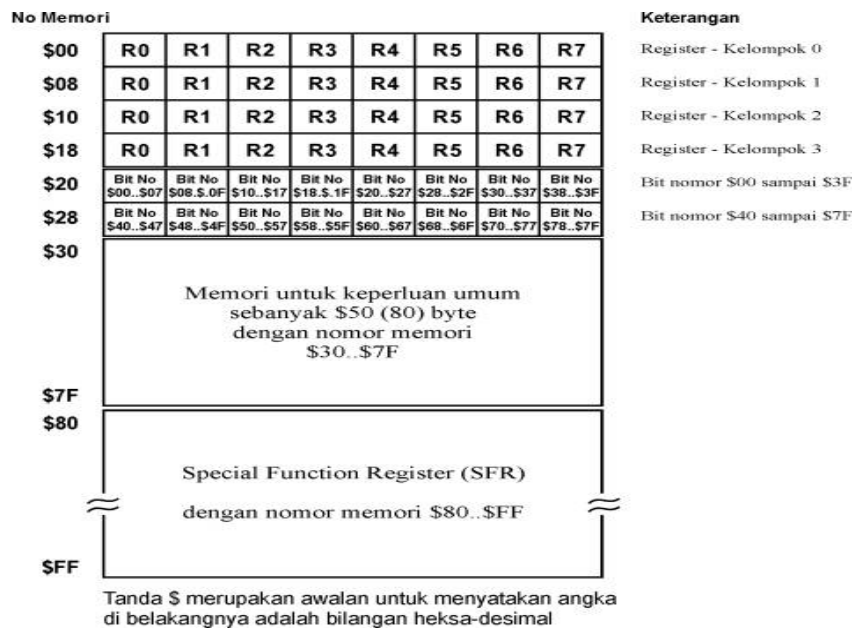 No Memori Keterangan
$00 R0 R1 R2 R3 R4 R5 R6 R7 Register - Kelompok 0
$08 R0 R1 R2 R3 R4 R5 R6 R7 Register - Kelompok 1
$10 R0 R1 R2 R3 R4 R5 R6 R7 Register - Kelompok 2
$18 R0 R1 R2 R3 R4 R5 R6 R7 Register - Kelompok 3
Bit No Bit No Bit No Bit No Bit No Bit No Bit No Bit No
$20 $00..$07 $08.$.0F $10..$17 $18.$.1F $20..$27 $28..$2F $30..$37 $38..$3F Bit nomor $00 sampai $3F
Bit No Bit No Bit No Bit No Bit No Bit No Bit No Bit No
$28 $40..$47 $48..$4F $50..$57 $58..$5F $60..$67 $68..$6F $70..$77 $78..$7F Bit nomor $40 sampai $7F
$30
Memori untuk keperluan umum
sebanyak $50 (80) byte
dengan nomor memori
$30..$7F
$7F
$80
Special Function Register (SFR)
dengan nomor memori $80..$FF
$FF
Tanda $ merupakan awalan untuk menyatakan angka
di belakangnya adalah bilangan heksa-desimal